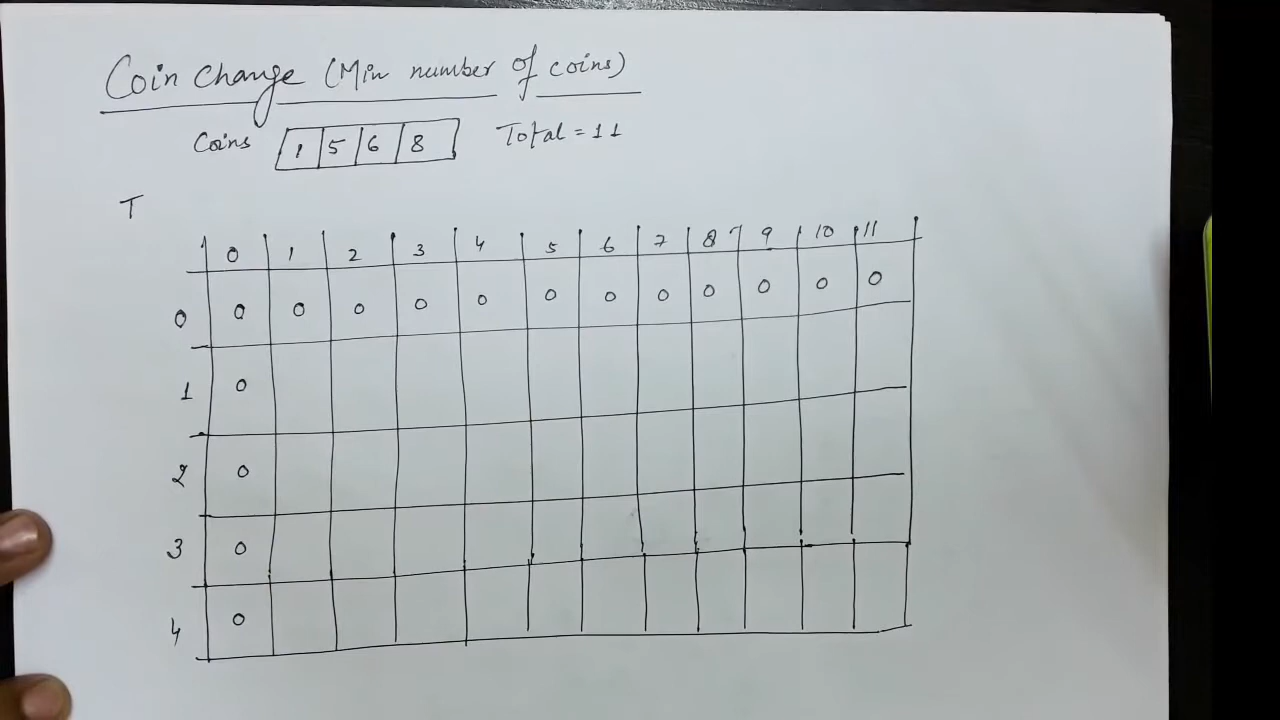 Coin Change (Min number of coins)
Coins 1 5 6 8 Total = 11
T
0 1 2 3 4 5 6 7 8 9 10 11
0 0 0 0 0 0 0 0 0 0 0 0 0
1 0
2 0
3 0
4 0